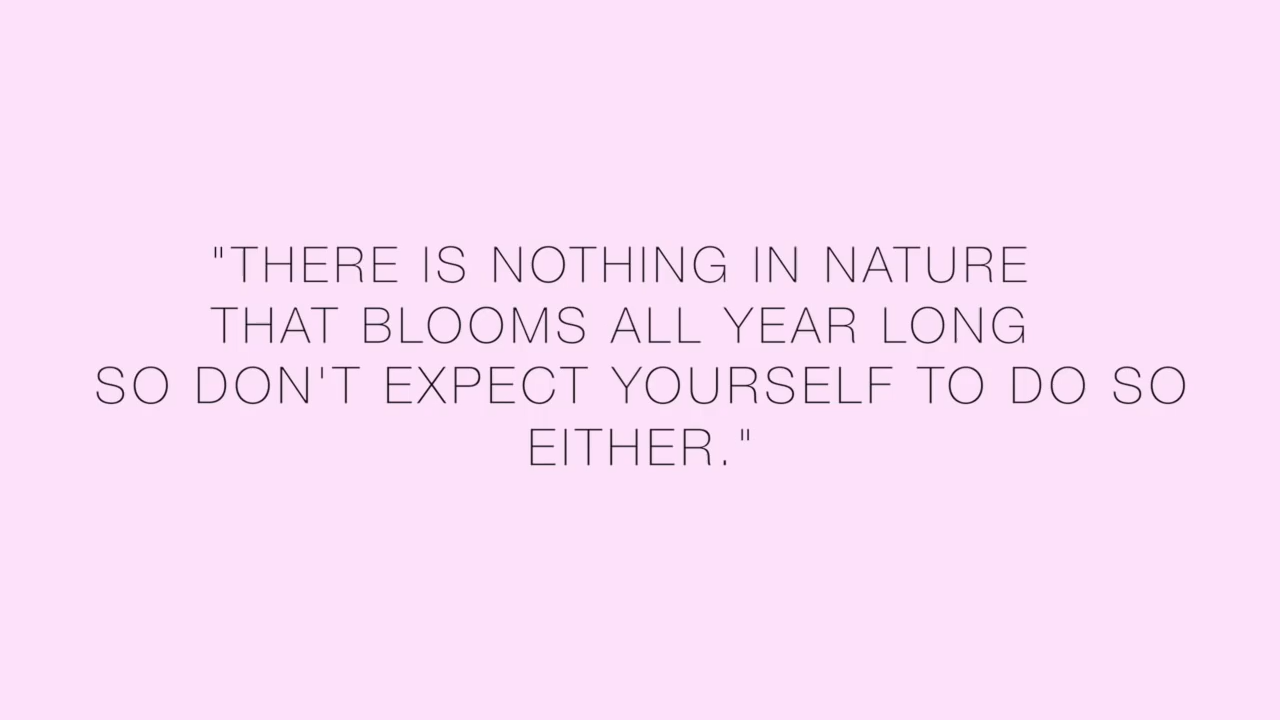 "THERE IS NOTHING IN NATURE
THAT BLOOMS ALL YEAR LONG
SO DON'T EXPECT YOURSELF TO DO SO
EITHER."